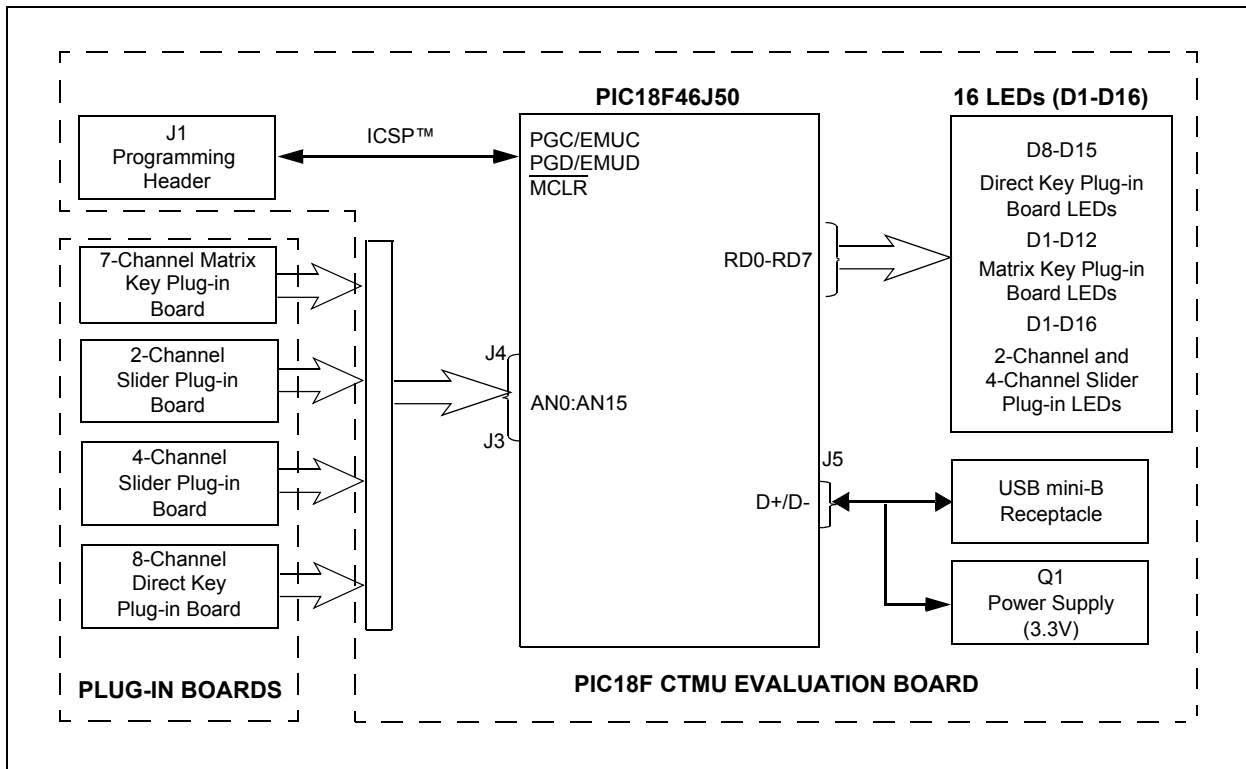 PIC18F46J50
16 LEDs (D1-D16)
J1
Programming
Header
ICSP™
PGC/EMUC
PGD/EMUD
MCLR
D8-D15
Direct Key Plug-in
Board LEDs
D1-D12
Matrix Key Plug-in
Board LEDs
D1-D16
2-Channel and
4-Channel Slider
Plug-in LEDs
7-Channel Matrix
Key Plug-in
Board
2-Channel
Slider Plug-in
Board
4-Channel
Slider Plug-in
Board
8-Channel
Direct Key
Plug-in Board
RD0-RD7
J4
AN0:AN15
J3
J5
D+/D-
USB mini-B
Receptacle
Q1
Power Supply
(3.3V)
PLUG-IN BOARDS
PIC18F CTMU EVALUATION BOARD